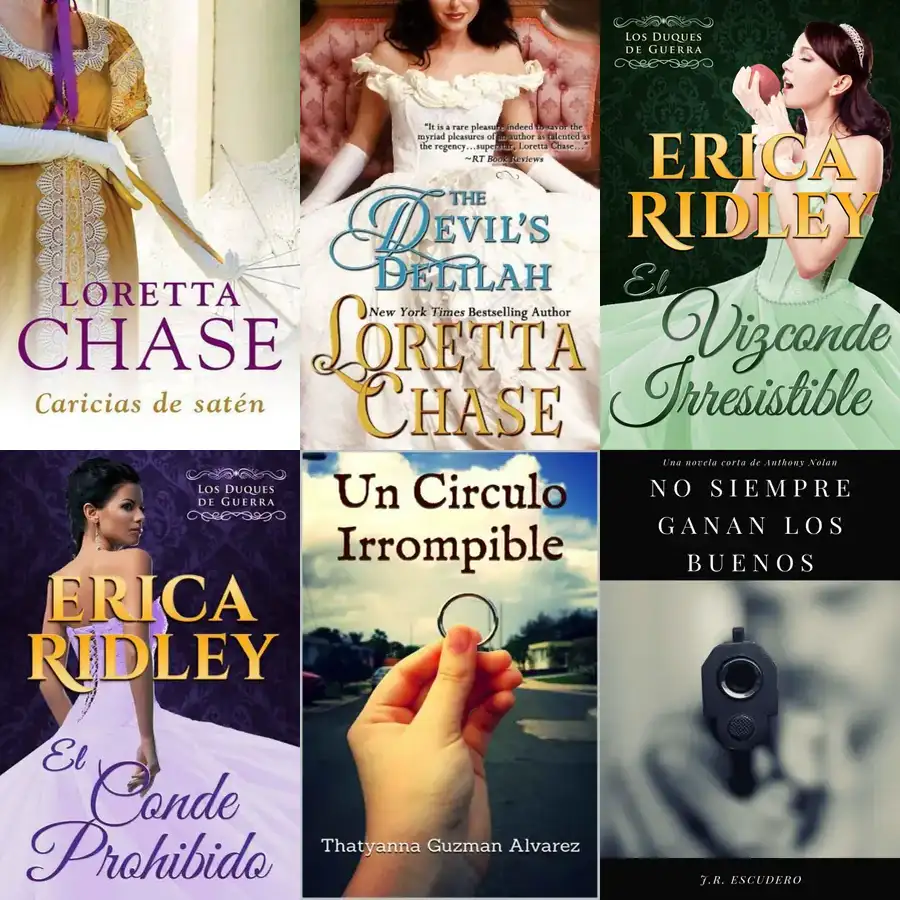 LORETTA
CHASE
Caricias de satén
"It is a rare pleasure indeed to savor the
myriad pleasures of an author as talented as
the regency...superstar, Loretta Chase..."
~RT Book Reviews
THE
DEVIL'S
DELILAH
New York Times Bestselling Author
LORETTA
CHASE
LOS DUQUES
DE GUERRA
ERICA
RIDLEY
El
Vizconde
Irresistible
LOS DUQUES
DE GUERRA
ERICA
RIDLEY
El
Conde
Prohibido
Un Circulo
Irrompible
Thatyanna Guzman Alvarez
Una novela corta de Anthony Nolan
NO SIEMPRE
GANAN LOS
BUENOS
J.R. ESCUDERO